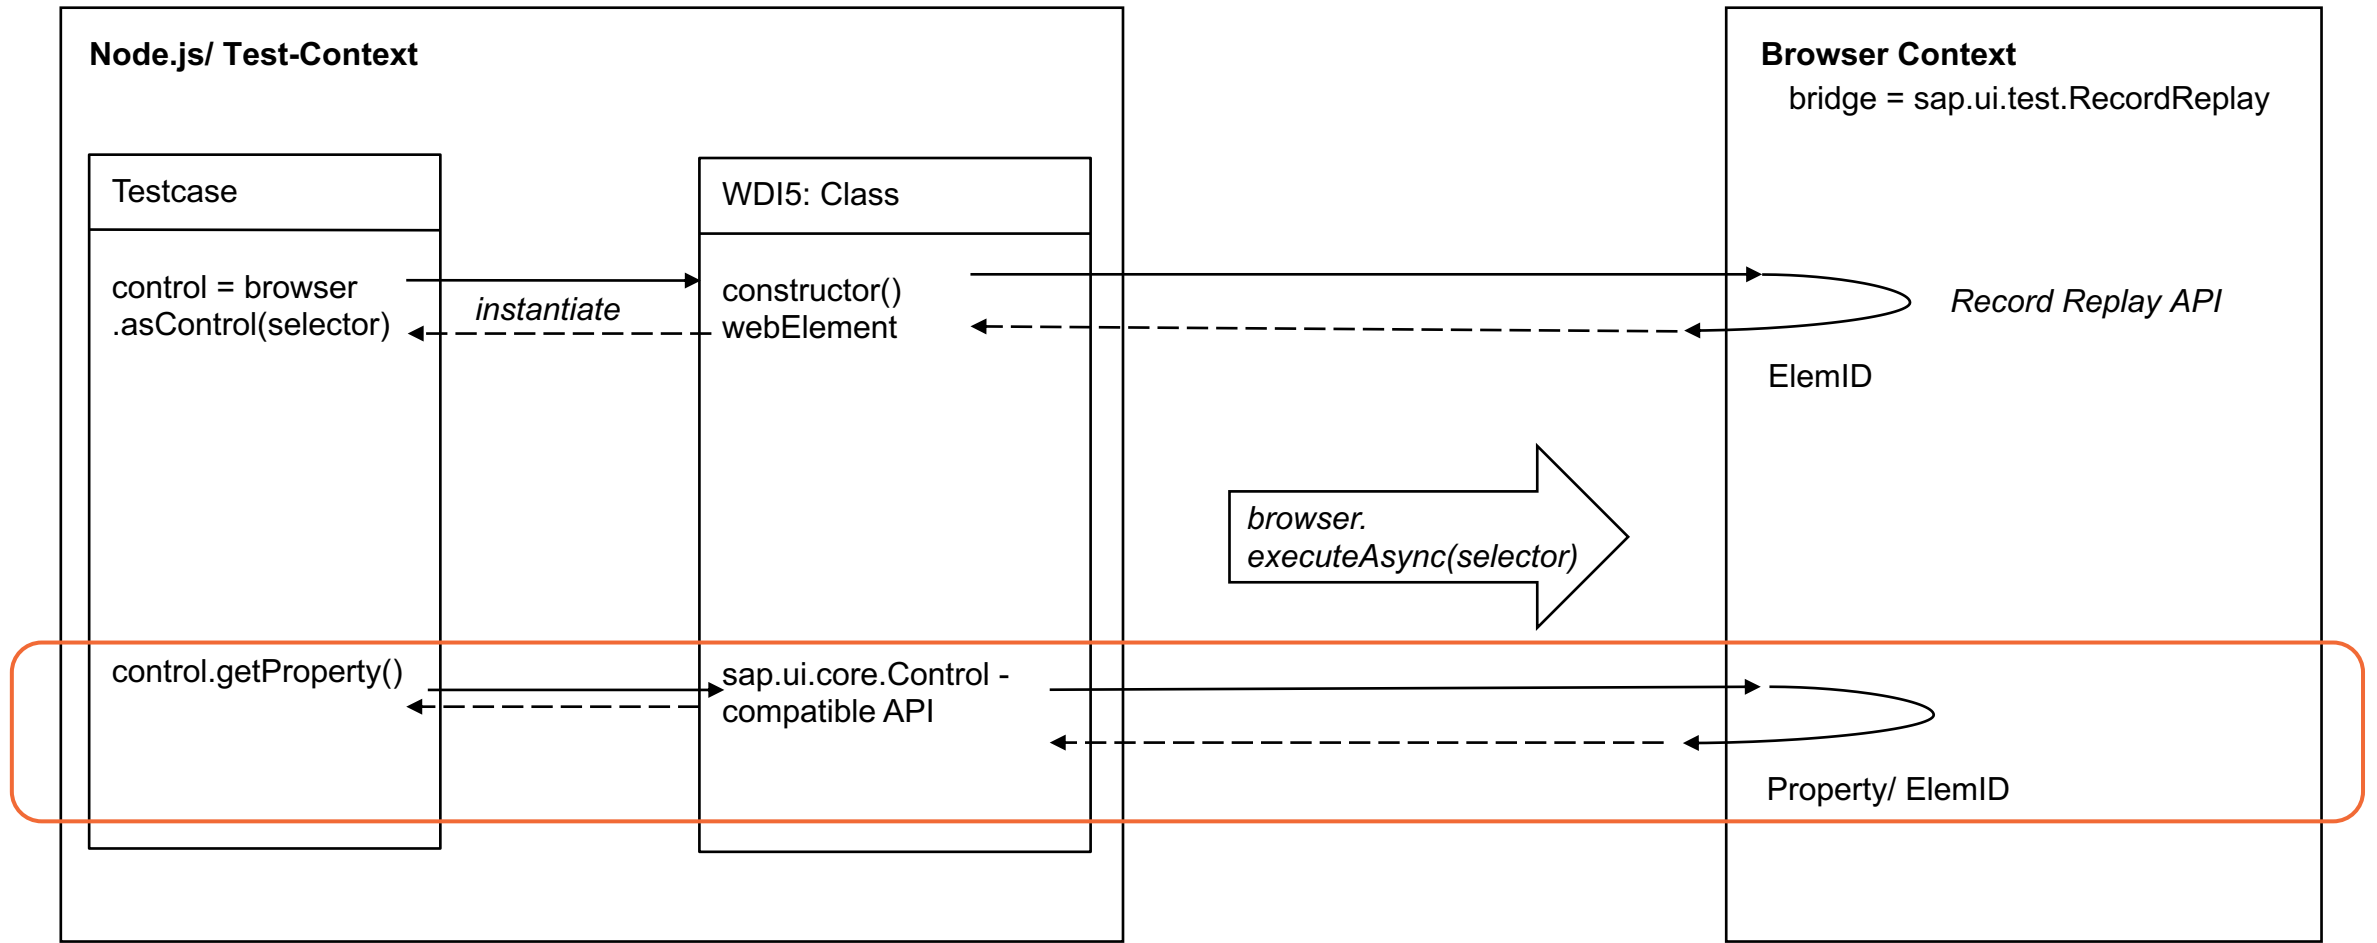 Node.js/ Test-Context
Testcase
control = browser
.asControl(selector)
instantiate
WDI5: Class
constructor()
webElement
Browser Context
bridge = sap.ui.test.RecordReplay
Record Replay API
ElemID
browser.
executeAsync(selector)
control.getProperty()
sap.ui.core.Control -
compatible API
Property/ ElemID